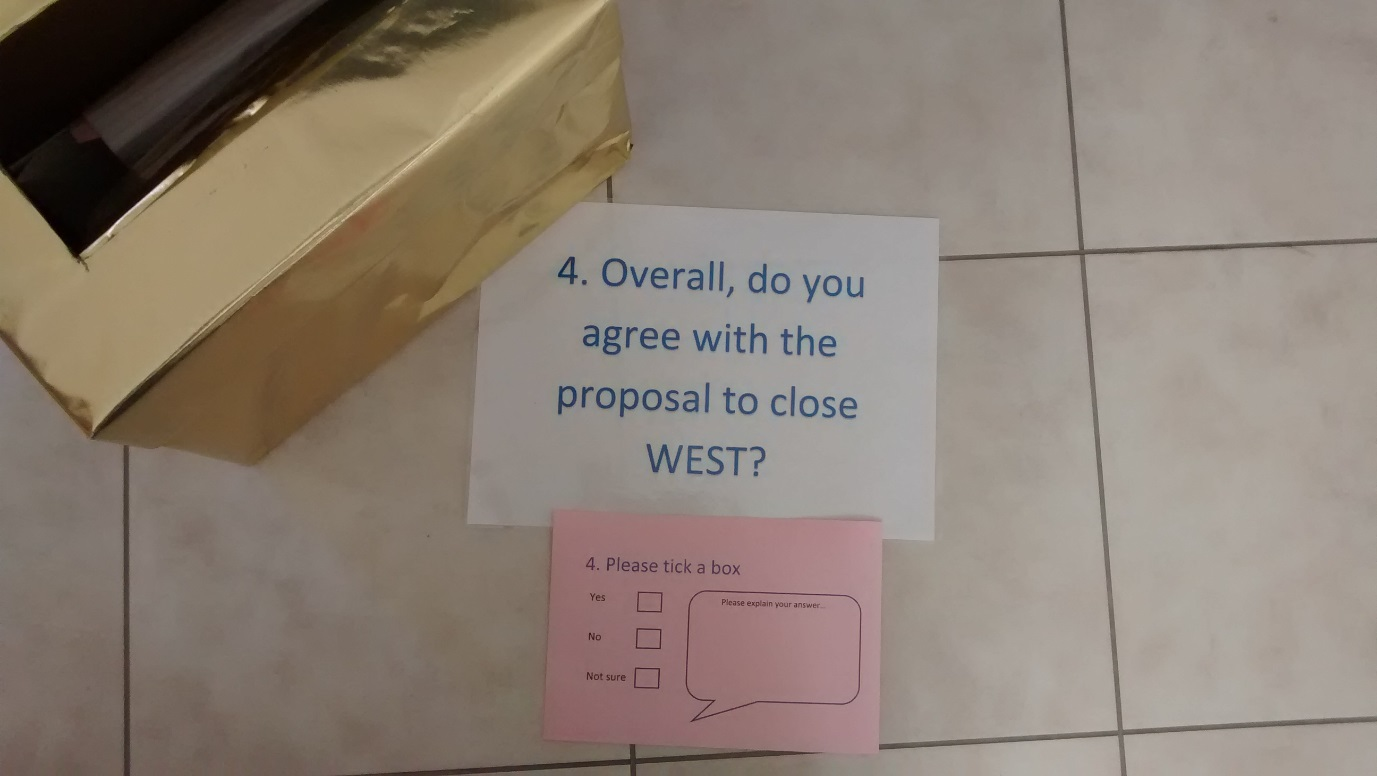 4. Overall, do you
agree with the
proposal to close
WEST?
4. Please tick a box
Yes
Please explain your answer...
No
Not sure